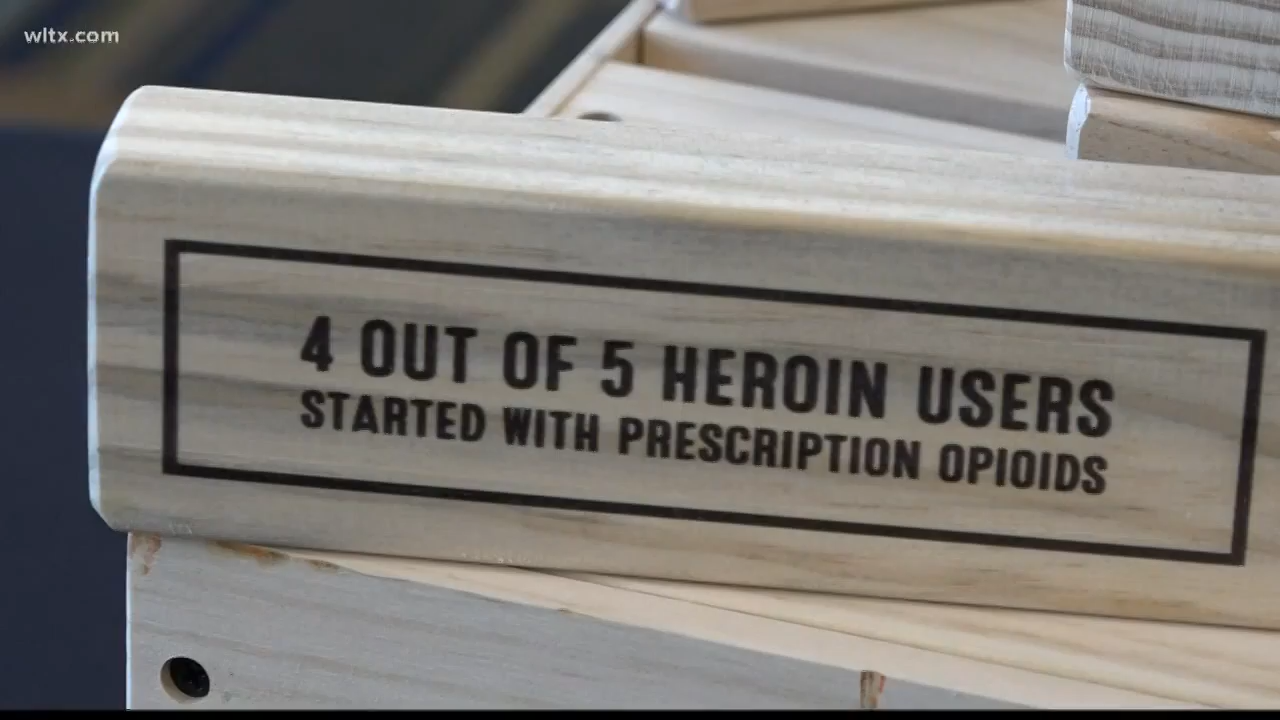 wltx.com
4 OUT OF 5 HEROIN USERS
STARTED WITH PRESCRIPTION OPIOIDS